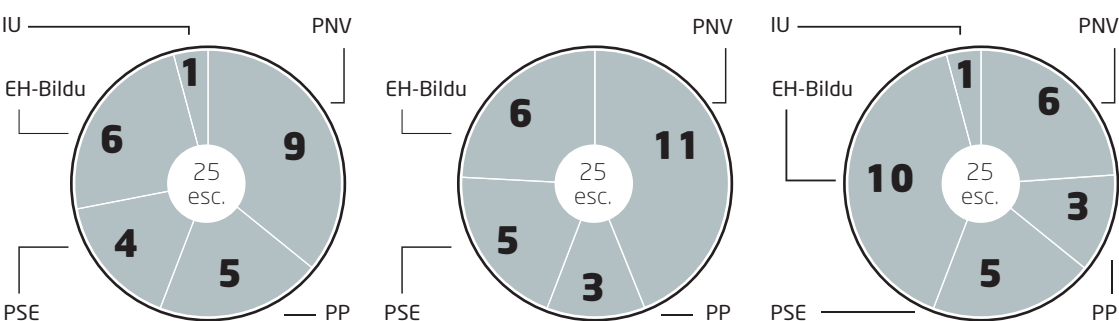 IU
PNV
EH-Bildu
1
9
6
25
esc.
4
5
PSE
PP
PNV
EH-Bildu
6
11
25
esc.
5
3
PSE
PP
IU
PNV
EH-Bildu
1
6
10
25
esc.
3
5
PSE
PP